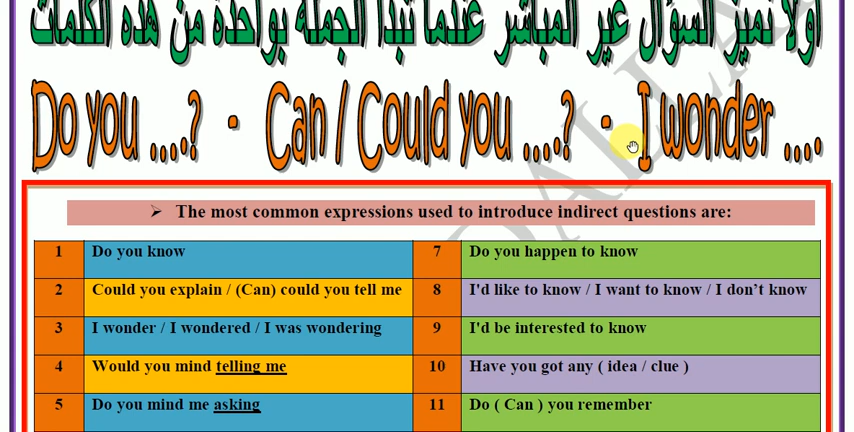 أولا نميز السؤال غير المباشر عندما نبدأ الجملة بواحدة من هذه الكلمات
Do you ....? · Can / Could you ....? · I wonder ....
➢ The most common expressions used to introduce indirect questions are:
1 Do you know 7 Do you happen to know
2 Could you explain / (Can) could you tell me 8 I'd like to know / I want to know / I don't know
3 I wonder / I wondered / I was wondering 9 I'd be interested to know
4 Would you mind telling me 10 Have you got any ( idea / clue )
5 Do you mind me asking 11 Do ( Can ) you remember